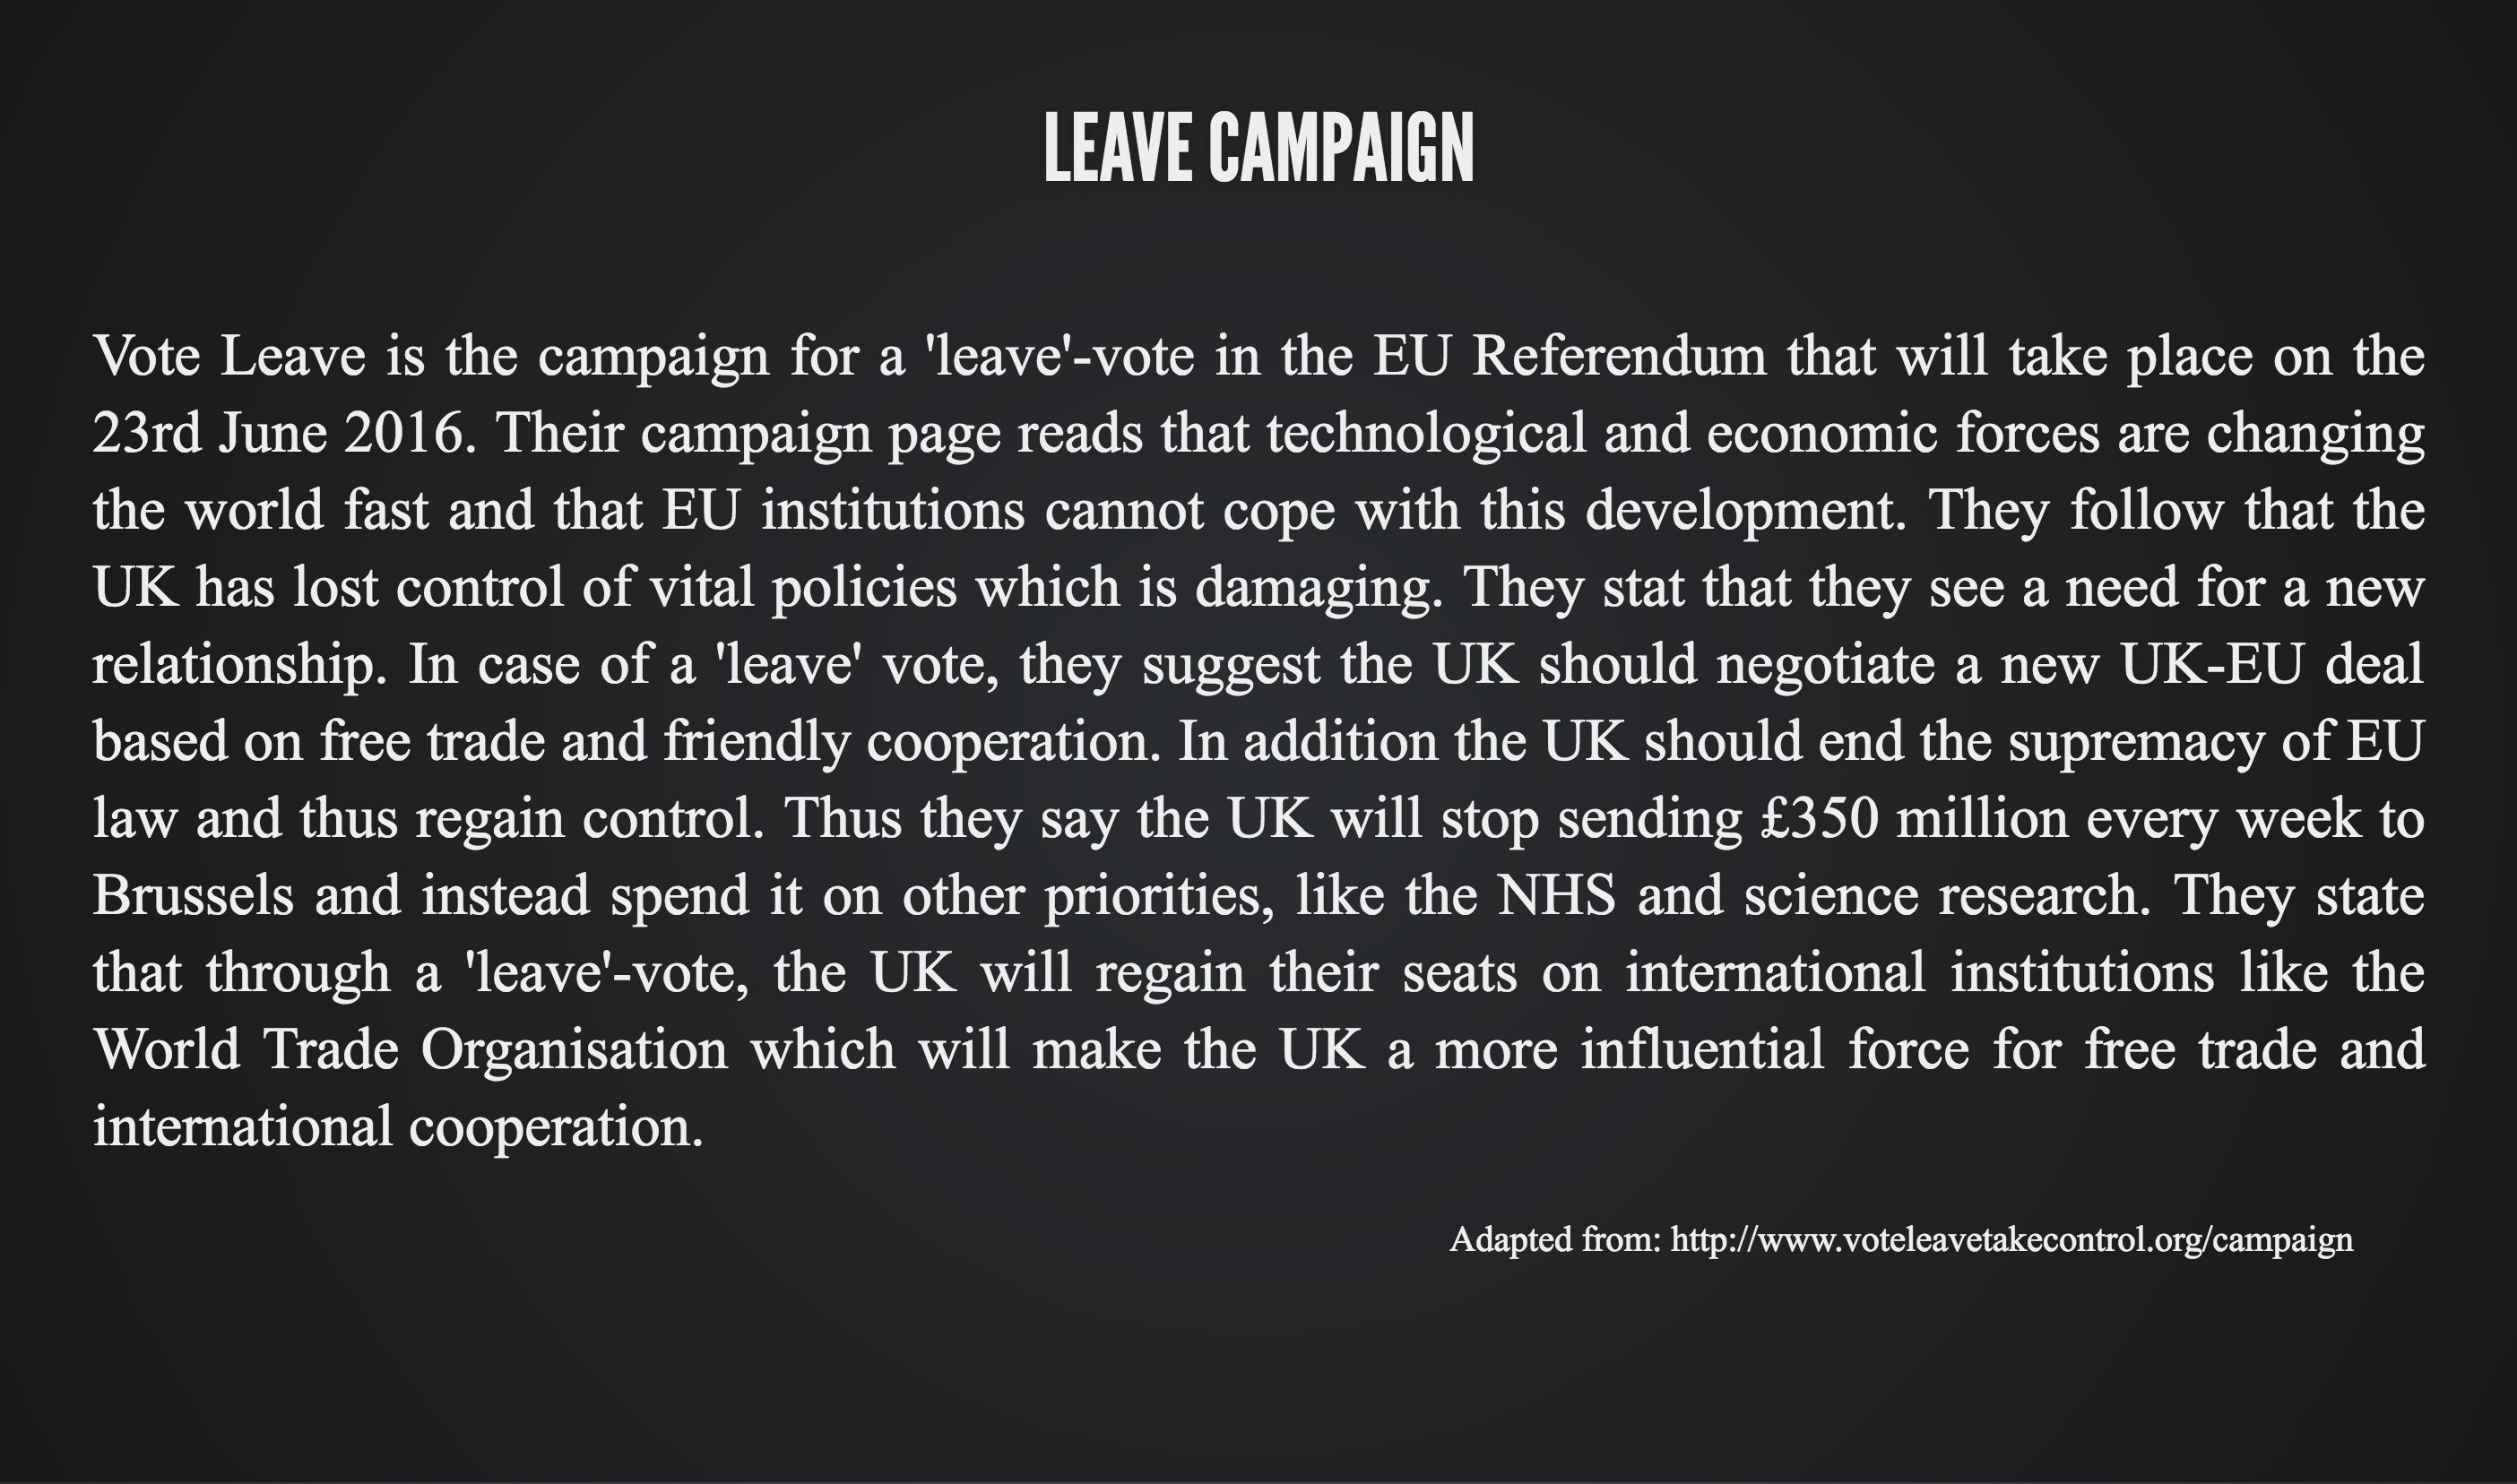 LEAVE CAMPAIGN
Vote Leave is the campaign for a 'leave'-vote in the EU Referendum that will take place on the
23rd June 2016. Their campaign page reads that technological and economic forces are changing
the world fast and that EU institutions cannot cope with this development. They follow that the
UK has lost control of vital policies which is damaging. They stat that they see a need for a new
relationship. In case of a 'leave' vote, they suggest the UK should negotiate a new UK-EU deal
based on free trade and friendly cooperation. In addition the UK should end the supremacy of EU
law and thus regain control. Thus they say the UK will stop sending £350 million every week to
Brussels and instead spend it on other priorities, like the NHS and science research. They state
that through a 'leave'-vote, the UK will regain their seats on international institutions like the
World Trade Organisation which will make the UK a more influential force for free trade and
international cooperation.
Adapted from: http://www.voteleavetakecontrol.org/campaign